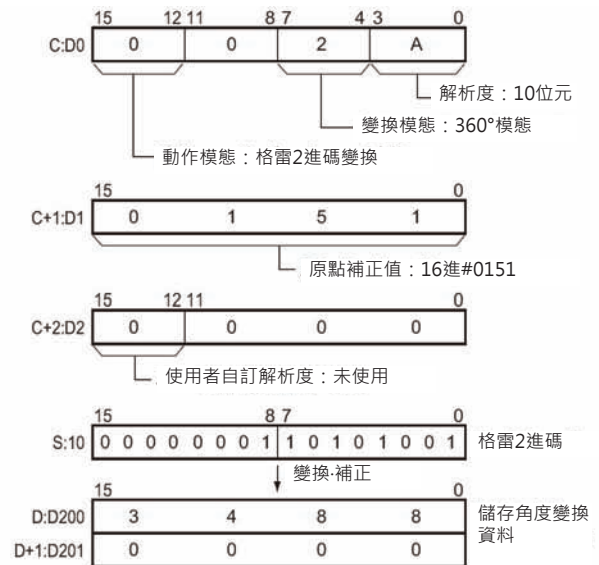 15 12 11 8 7 4 3 0
C:D0 0 0 2 A
解析度：10位元
變換模態：360°模態
動作模態：格雷2進碼變換
15 0
C+1:D1 0 1 5 1
原點補正值：16進#0151
15 12 11 0
C+2:D2 0 0 0 0
使用者自訂解析度：未使用
15 8 7 0
S:10 0 0 0 0 0 0 0 1 1 0 1 0 1 0 0 1 格雷2進碼
變換·補正
15 0
D:D200 3 4 8 8 儲存角度變換
資料
D+1:D201 0 0 0 0